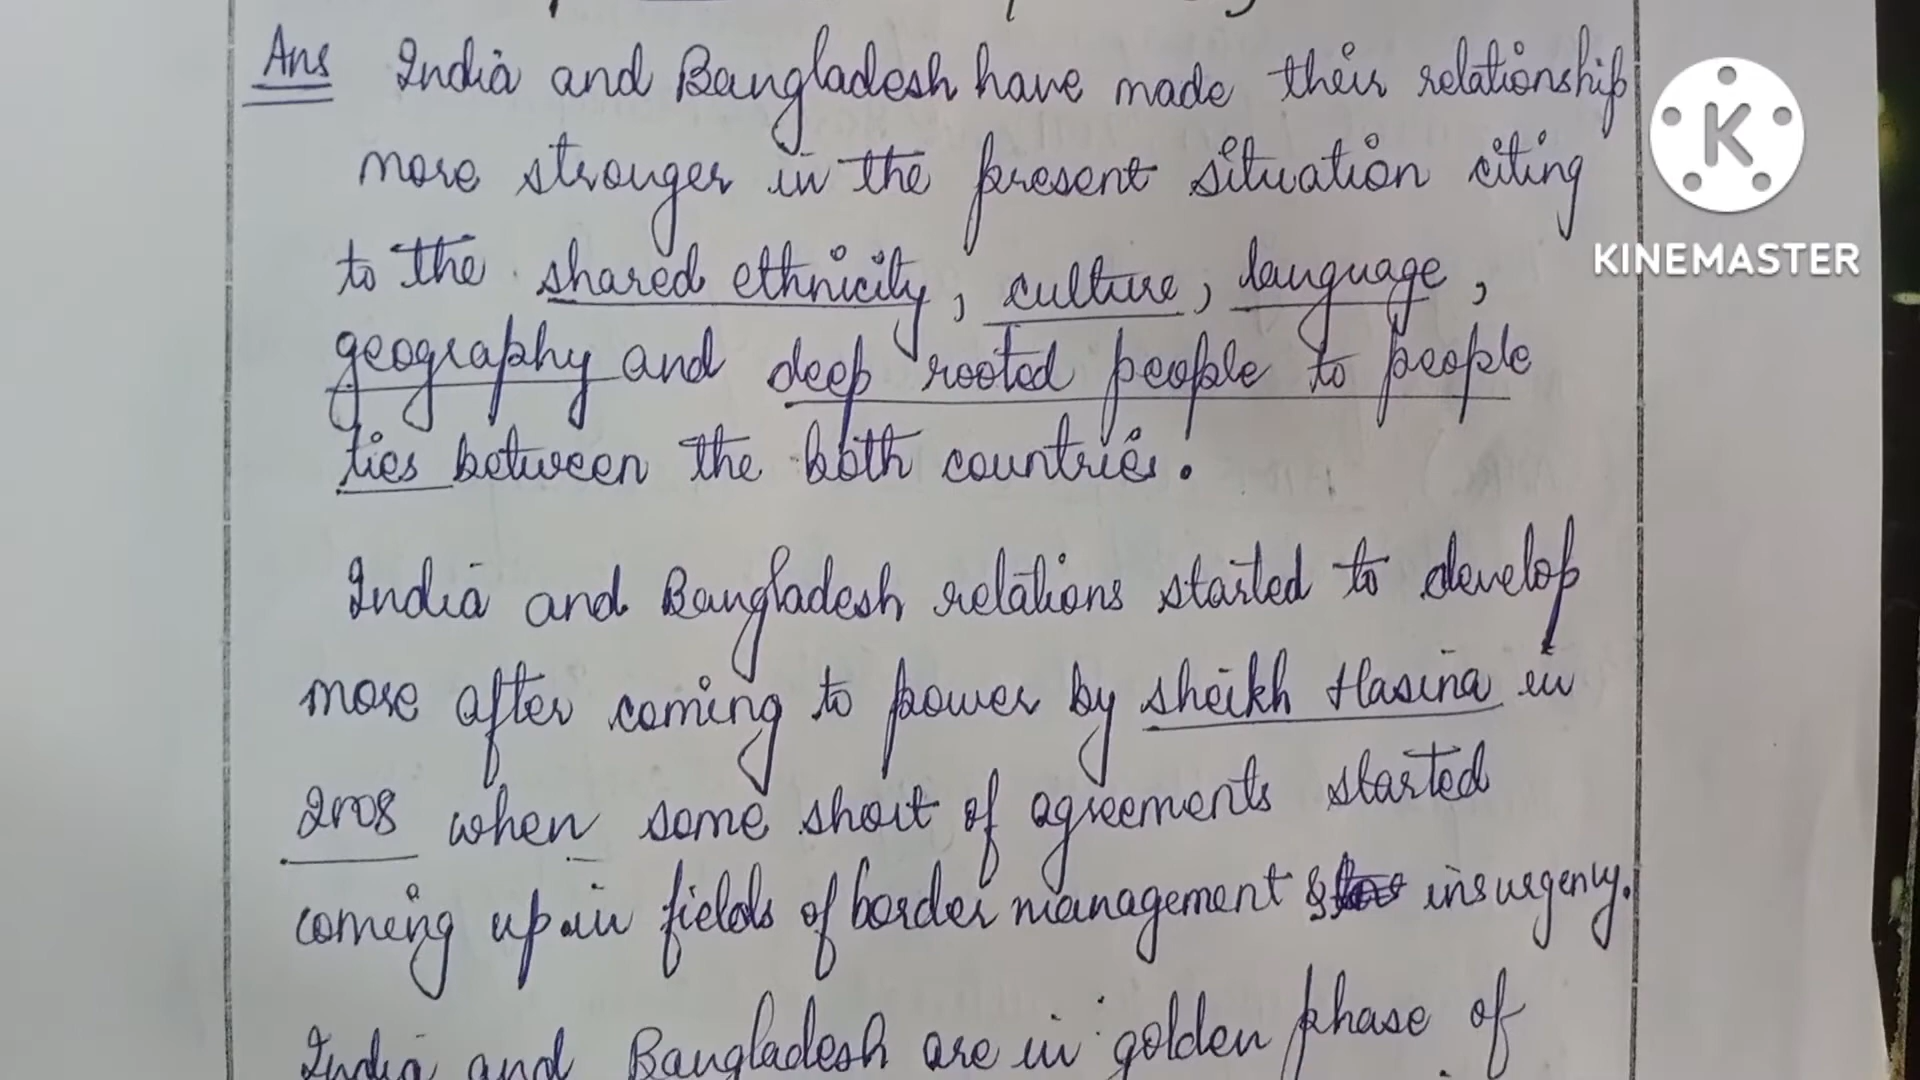 Ans India and Bangladesh have made their relationship
more stronger in the present situation citing
to the shared ethnicity, culture, language,
geography and deep rooted people to people
ties between the both countries.
India and Bangladesh relations started to develop
more after coming to power by sheikh Hasina in
2008 when some short of agreements started
coming up in fields of border management & insurgency.
India and Bangladesh are in golden phase of
K
KINEMASTER